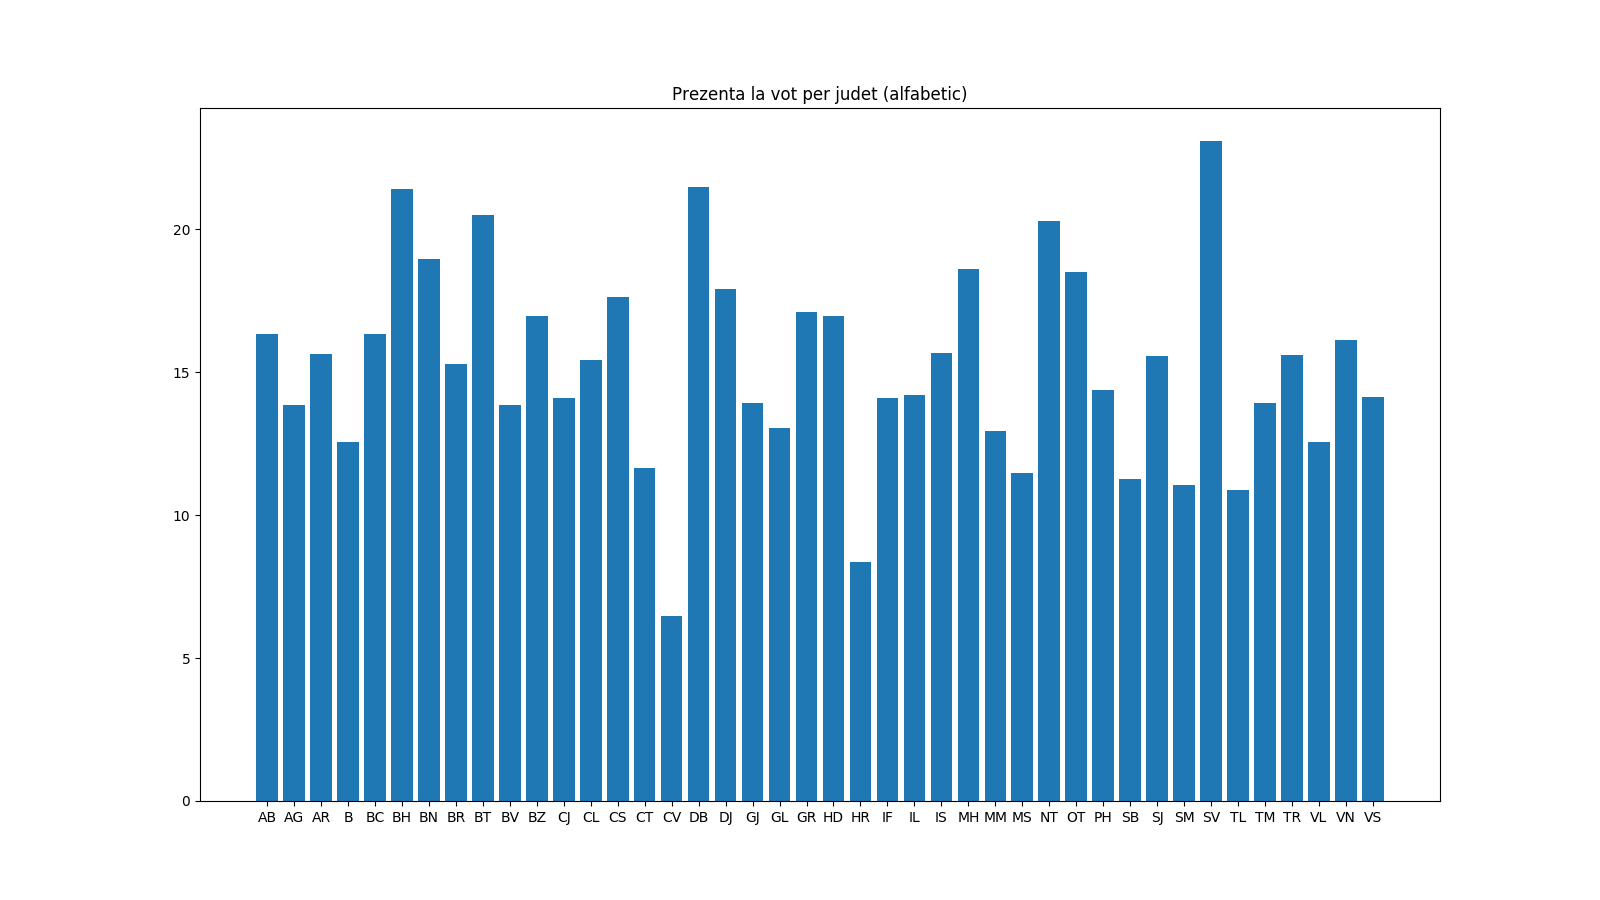 Prezenta la vot per judet (alfabetic)
20
15
10
5
0
AB AG AR B BC BH BN BR BT BV BZ CJ CL CS CT CV DB DJ GJ GL GR HD HR IF IL IS MH MM MS NT OT PH SB SJ SM SV TL TM TR VL VN VS